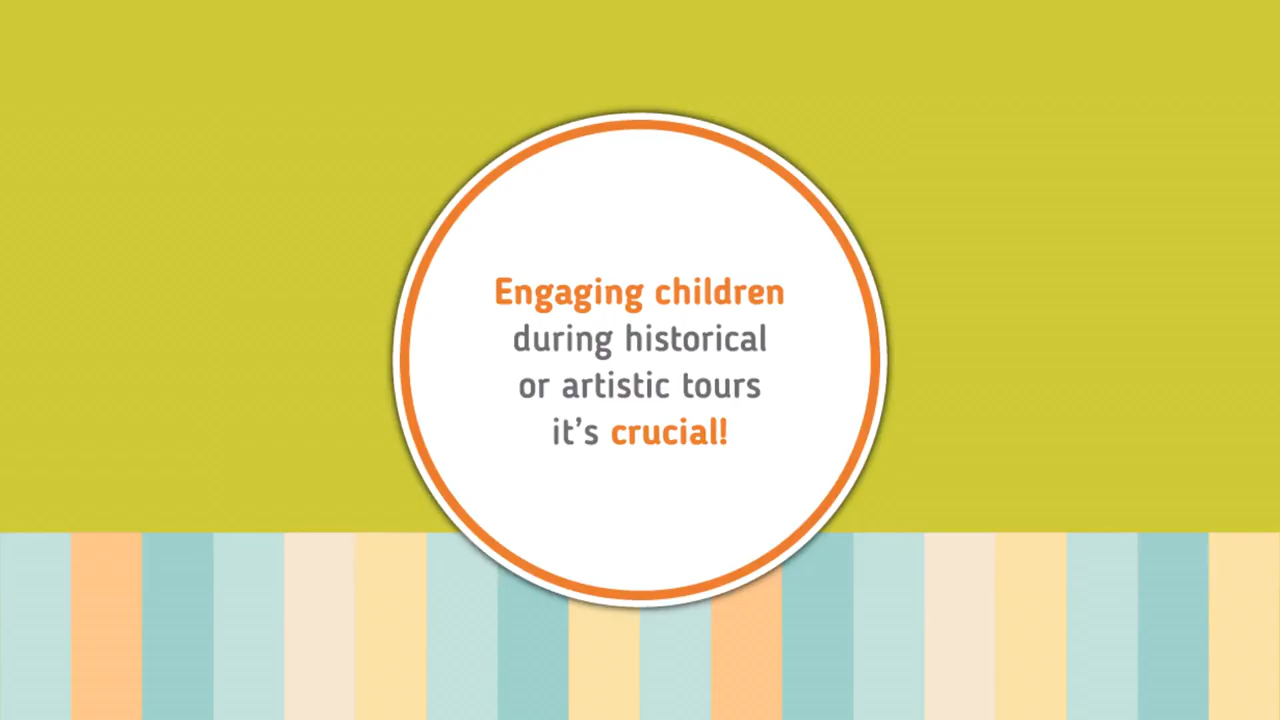 Engaging children
during historical
or artistic tours
it’s crucial!